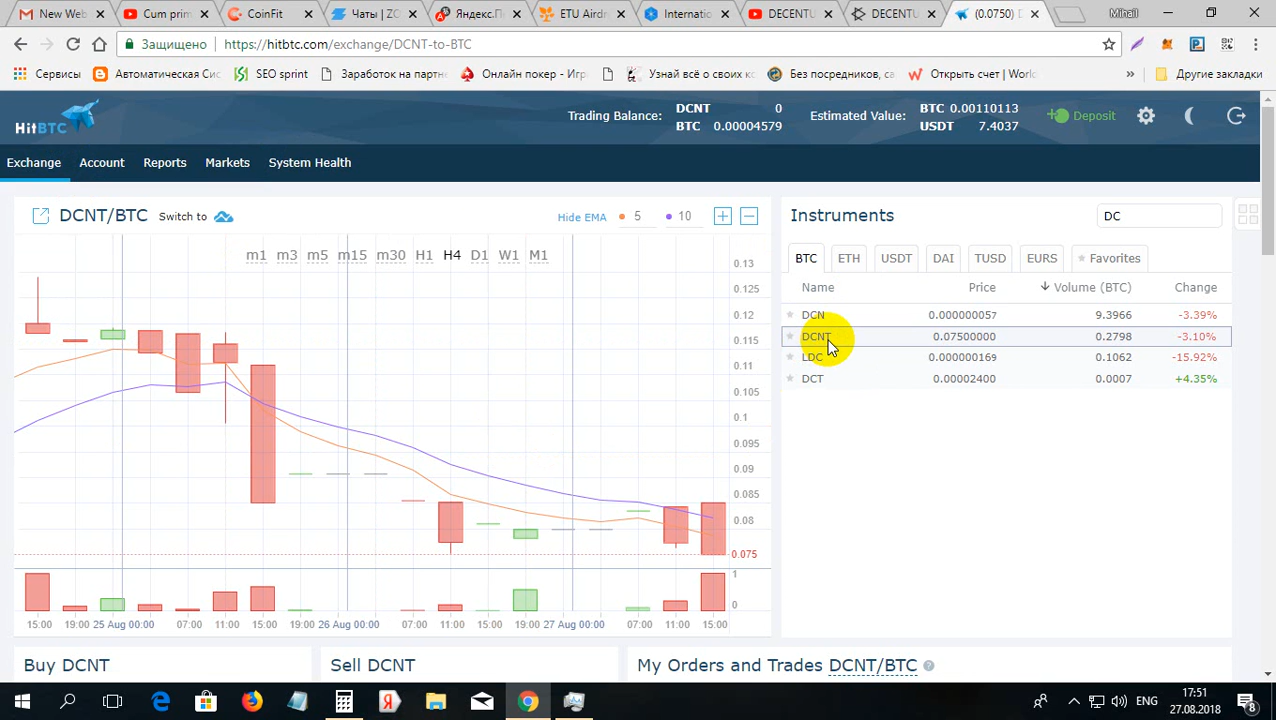 New Web
Cum prim
CoinFit
Чаты | ZO
Яндекс.П
ETU Airdr
Internatio
DECENTU
DECENTU
(0.0750) D
Mihail
Защищено
https://hitbtc.com/exchange/DCNT-to-BTC
Сервисы
Автоматическая Сис
SEO sprint
Заработок на партн
Онлайн покер - Игр
Узнай всё о своих ко
Без посредников, са
Открыть счет | World
»
Другие закладки
HitBTC
Trading Balance:
DCNT 0
BTC 0.00004579
Estimated Value:
BTC 0.00110113
USDT 7.4037
+ Deposit
Exchange
Account
Reports
Markets
System Health
DCNT/BTC
Switch to
Hide EMA
5
10
m1 m3 m5 m15 m30 H1 H4 D1 W1 M1
0.13
0.125
0.12
0.115
0.11
0.105
0.1
0.095
0.09
0.085
0.08
0.075
1
0
15:00 19:00 25 Aug 00:00 07:00 11:00 15:00 19:00 26 Aug 00:00 07:00 11:00 15:00 19:00 27 Aug 00:00 07:00 11:00 15:00
Instruments
DC
BTC ETH USDT DAI TUSD EURS Favorites
Name Price Volume (BTC) Change
DCN 0.000000057 9.3966 -3.39%
DCNT 0.07500000 0.2798 -3.10%
LDC 0.000000169 0.1062 -15.92%
DCT 0.00002400 0.0007 +4.35%
Buy DCNT
Sell DCNT
My Orders and Trades DCNT/BTC ?
ENG
17:51
27.08.2018
8